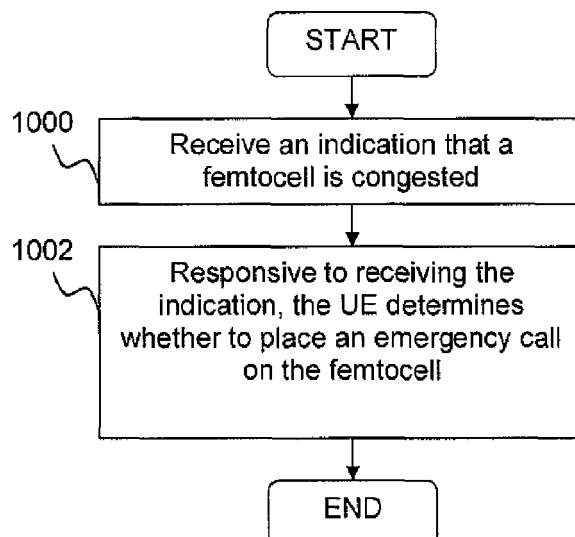 START
1000
Receive an indication that a
femtocell is congested
1002
Responsive to receiving the
indication, the UE determines
whether to place an emergency call
on the femtocell
END